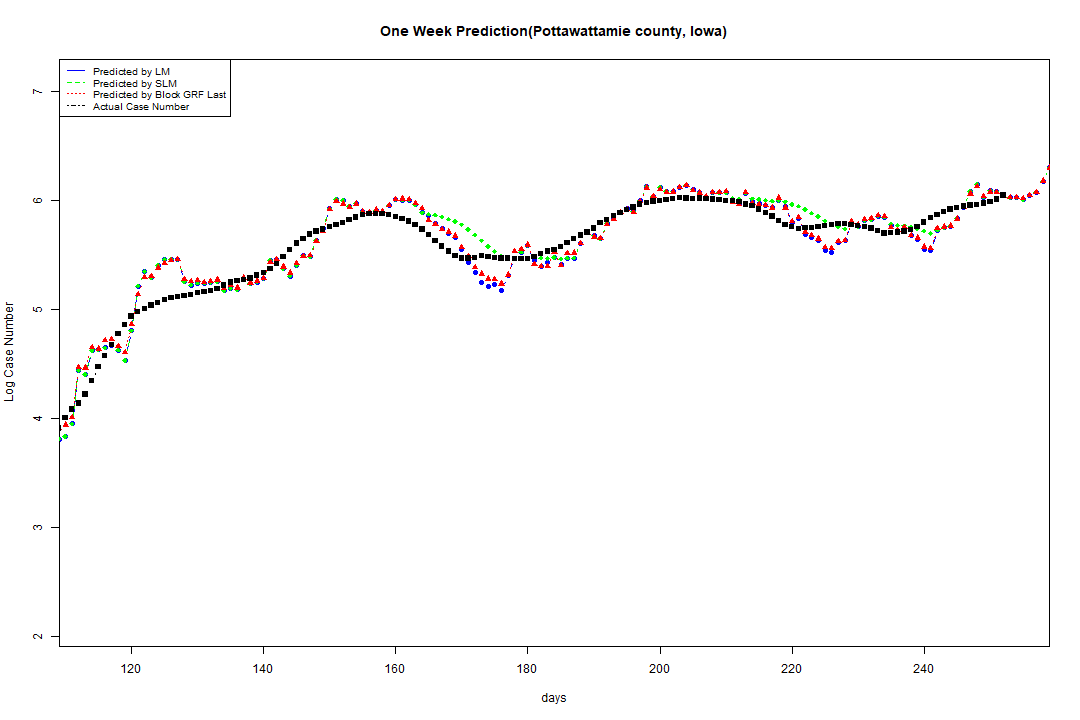 One Week Prediction(Pottawattamie county, Iowa)
Predicted by LM
Predicted by SLM
Predicted by Block GRF Last
Actual Case Number
7
6
5
4
3
2
Log Case Number
120 140 160 180 200 220 240
days